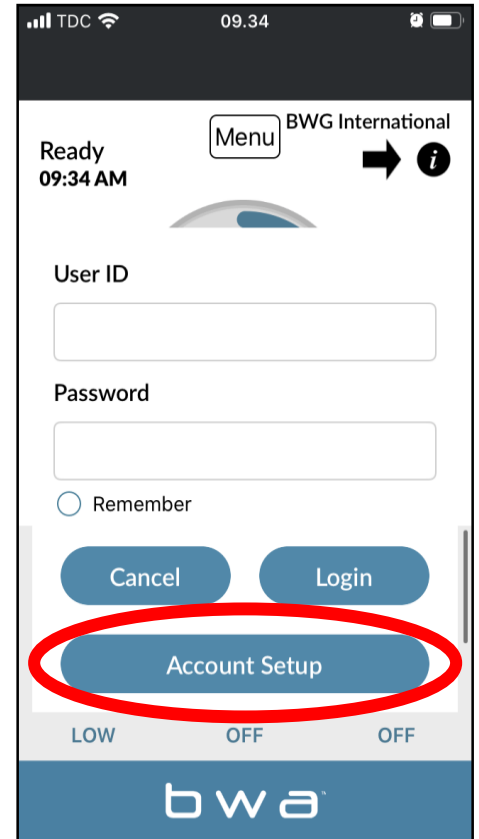 TDC 09.34
BWG International
Menu
Ready
09:34 AM
i
User ID
Password
Remember
Cancel Login
Account Setup
LOW OFF OFF
bwa